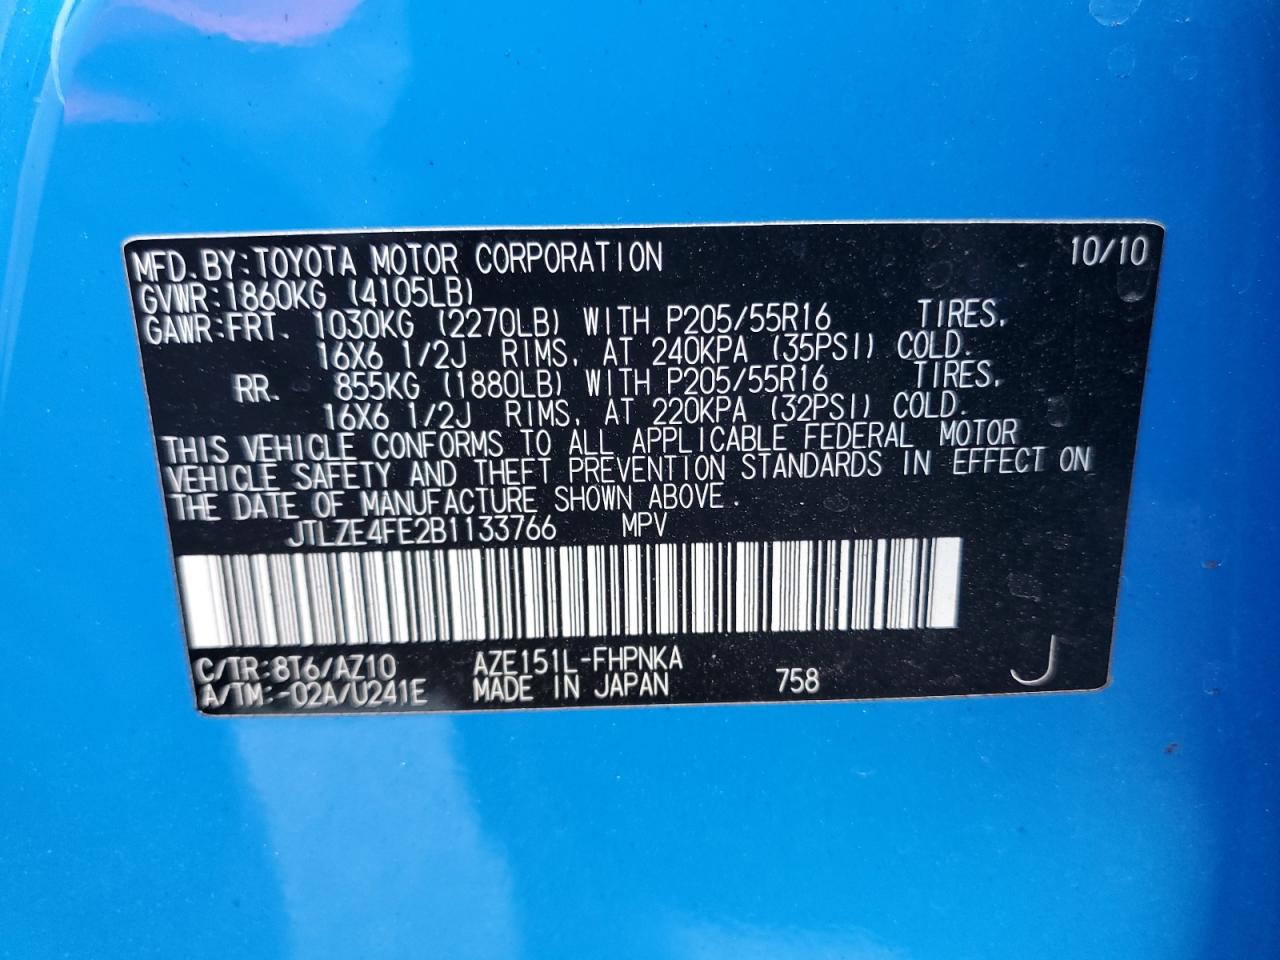 MFD.BY:TOYOTA MOTOR CORPORATION 10/10
GVWR:1860KG (4105LB)
GAWR:FRT. 1030KG (2270LB) WITH P205/55R16 TIRES,
16X6 1/2J RIMS, AT 240KPA (35PSI) COLD.
RR. 855KG (1880LB) WITH P205/55R16 TIRES,
16X6 1/2J RIMS, AT 220KPA (32PSI) COLD.
THIS VEHICLE CONFORMS TO ALL APPLICABLE FEDERAL MOTOR
VEHICLE SAFETY AND THEFT PREVENTION STANDARDS IN EFFECT ON
THE DATE OF MANUFACTURE SHOWN ABOVE.
JTLZE4FE2B1133766 MPV
C/TR:8T6/AZ10 AZE151L-FHPNKA
A/TM:-02A/U241E MADE IN JAPAN 758 J